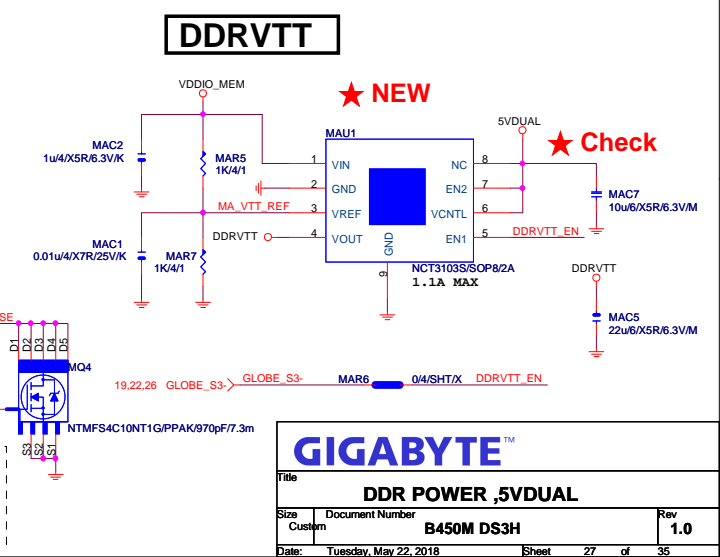 DDRVTT
VDDIO_MEM
NEW
5VDUAL
Check
MAC2
1u/4/X5R/6.3V/K
MAR5
1K/4/1
MAU1
1 VIN NC 8
2 GND EN2 7
3 VREF VCNTL 6
4 VOUT EN1 5
GND
9
MA_VTT_REF
DDRVTT
DDRVTT_EN
MAC7
10u/6/X5R/6.3V/M
MAC1
0.01u/4/X7R/25V/K
MAR7
1K/4/1
NCT3103S/SOP8/2A
1.1A MAX
DDRVTT
MAC5
22u/6/X5R/6.3V/M
SE
D1
D2
D3
D4
D5
MQ4
NTMFS4C10NT1G/PPAK/970pF/7.3m
S3
S2
S1
19,22,26 GLOBE_S3- GLOBE_S3- MAR6 0/4/SHT/X DDRVTT_EN
GIGABYTE™
Title
DDR POWER ,5VDUAL
Size Document Number Rev
Custom B450M DS3H 1.0
Date: Tuesday, May 22, 2018 Sheet 27 of 35